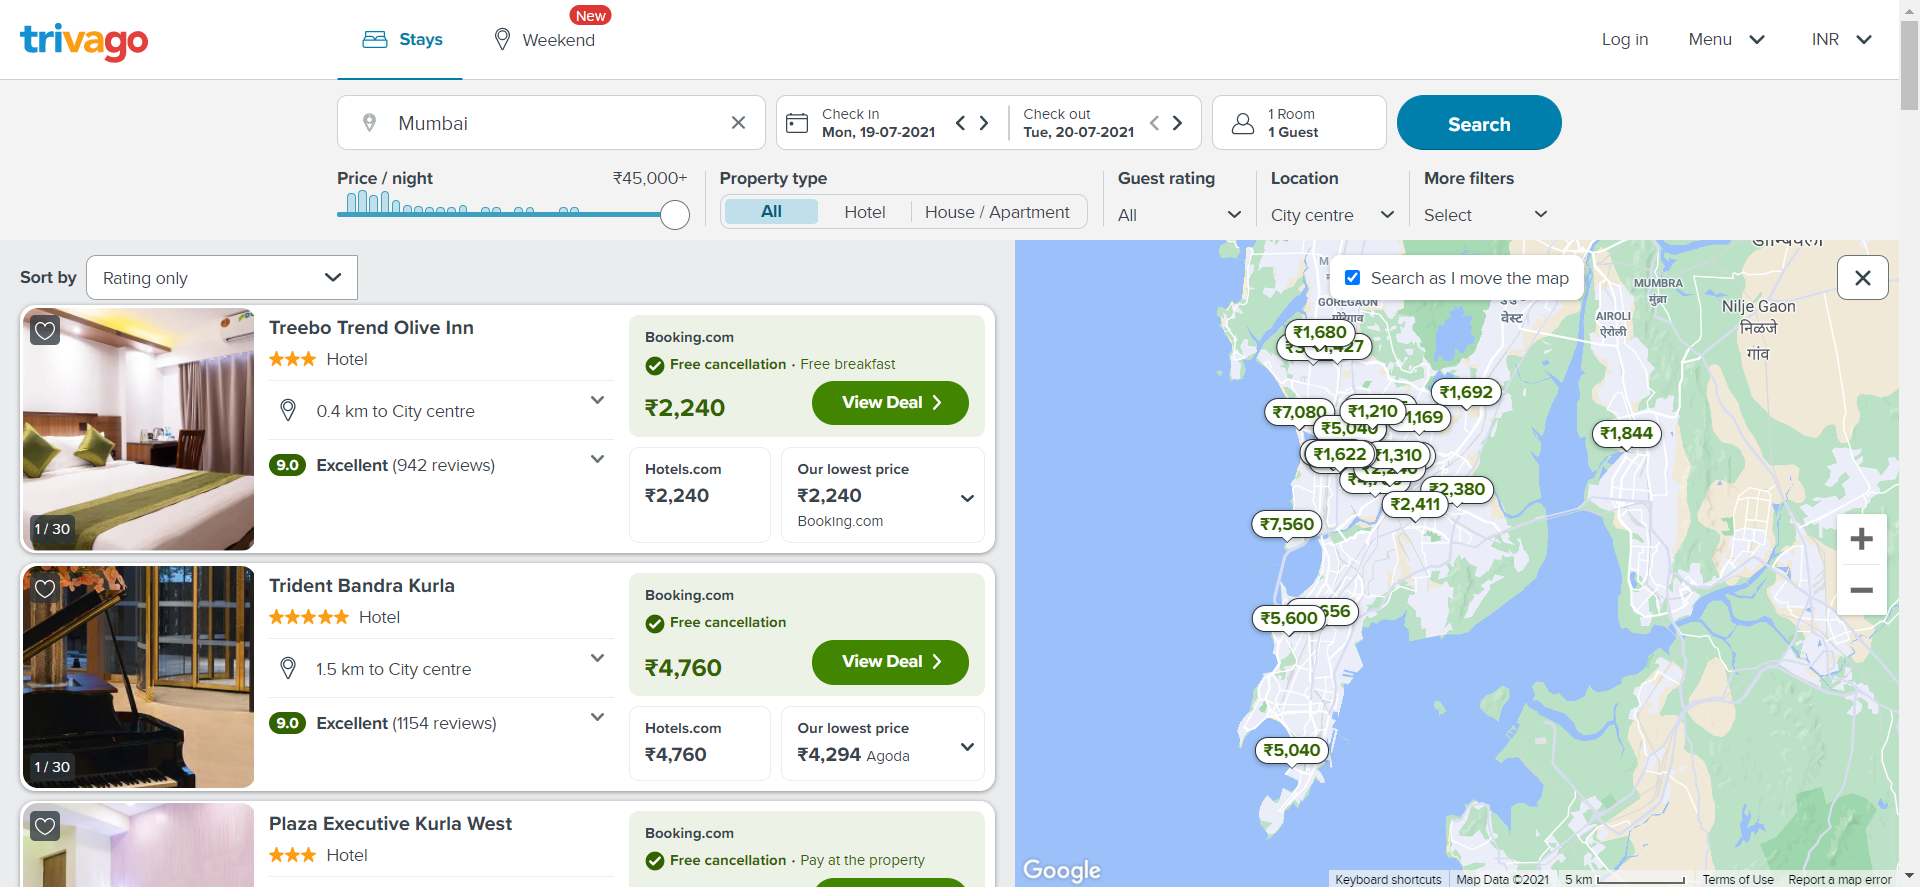 trivago
Stays
Weekend
New
Log in
Menu
INR
Mumbai
Check in
Mon, 19-07-2021
Check out
Tue, 20-07-2021
1 Room
1 Guest
Search
Price / night
₹45,000+
Property type
All
Hotel
House / Apartment
Guest rating
All
Location
City centre
More filters
Select
Sort by
Rating only
Treebo Trend Olive Inn
Hotel
0.4 km to City centre
9.0 Excellent (942 reviews)
1 / 30
Booking.com
Free cancellation · Free breakfast
₹2,240
View Deal
Hotels.com
₹2,240
Our lowest price
₹2,240
Booking.com
Trident Bandra Kurla
Hotel
1.5 km to City centre
9.0 Excellent (1154 reviews)
1 / 30
Booking.com
Free cancellation
₹4,760
View Deal
Hotels.com
₹4,760
Our lowest price
₹4,294 Agoda
Plaza Executive Kurla West
Hotel
Booking.com
Free cancellation · Pay at the property
Search as I move the map
GOREGAON
गोरेगाव
वेस्ट
MUMBRA
मुंब्रा
AIROLI
ऐरोली
Nilje Gaon
निळजे
गांव
₹1,680
₹1,692
₹7,080
₹1,210
1,169
₹5,040
₹1,844
₹1,622
₹1,310
₹2,380
₹2,411
₹7,560
₹5,600
656
₹5,040
Google
Keyboard shortcuts
Map Data ©2021
5 km
Terms of Use
Report a map error